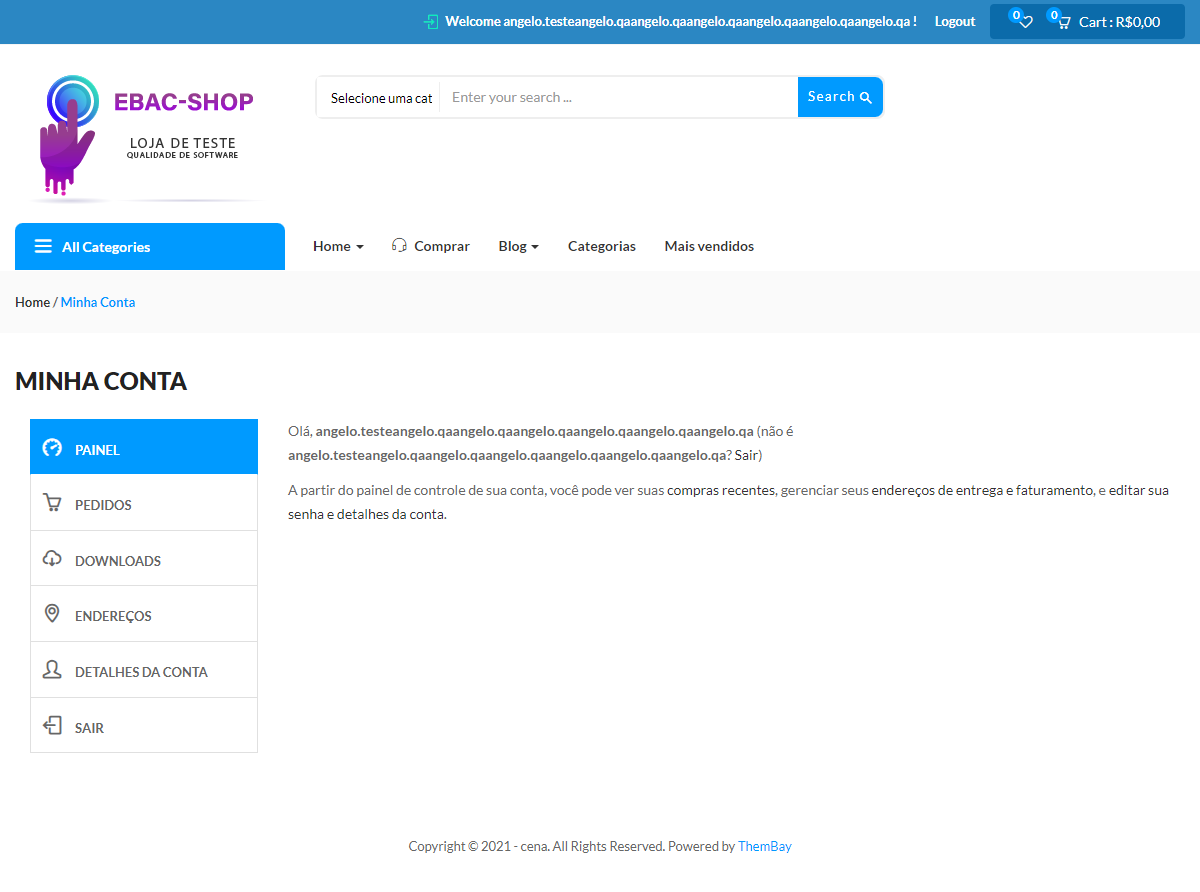 Welcome angelo.testeangelo.qaangelo.qaangelo.qaangelo.qaangelo.qaangelo.qa ! Logout 0 0 Cart : R$0,00
EBAC-SHOP
LOJA DE TESTE
QUALIDADE DE SOFTWARE
Selecione uma cat Enter your search ... Search
All Categories Home Comprar Blog Categorias Mais vendidos
Home / Minha Conta
MINHA CONTA
PAINEL
PEDIDOS
DOWNLOADS
ENDEREÇOS
DETALHES DA CONTA
SAIR
Olá, angelo.testeangelo.qaangelo.qaangelo.qaangelo.qaangelo.qaangelo.qa (não é
angelo.testeangelo.qaangelo.qaangelo.qaangelo.qaangelo.qaangelo.qa? Sair)
A partir do painel de controle de sua conta, você pode ver suas compras recentes, gerenciar seus endereços de entrega e faturamento, e editar sua
senha e detalhes da conta.
Copyright © 2021 - cena. All Rights Reserved. Powered by ThemBay